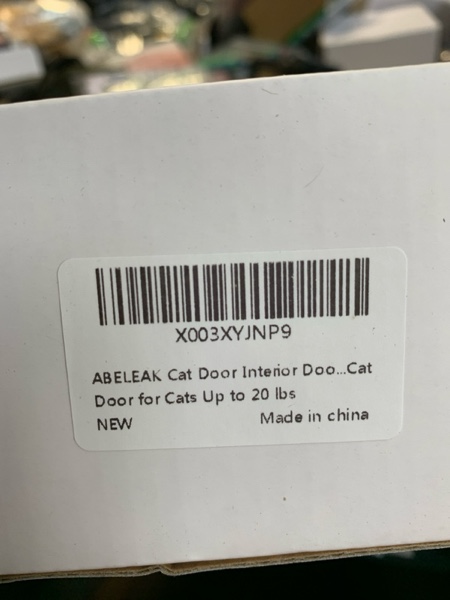 X003XYJNP9
ABELEAK Cat Door Interior Doo...Cat
Door for Cats Up to 20 lbs
NEW Made in china